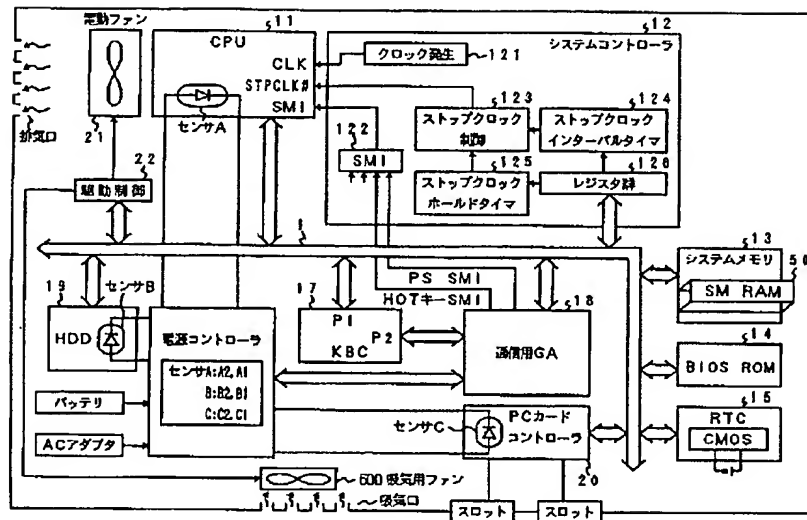 電動ファン
排気口
21
22
駆動制御
11
CPU
CLK
STPCLK#
SMI
センサA
12
システムコントローラ
クロック発生
121
122
SMI
123
ストップクロック
制御
124
ストップクロック
インターバルタイマ
125
ストップクロック
ホールドタイマ
126
レジスタ群
1
PS SMI
HOTキーSMI
13
システムメモリ
50
SM RAM
14
BIOS ROM
15
RTC
CMOS
17
P1
P2
KBC
18
通信用GA
19
センサB
HDD
電源コントローラ
センサA:A2,A1
B:B2,B1
C:C2,C1
バッテリ
ACアダプタ
センサC
PCカード
コントローラ
20
600 吸気用ファン
吸気口
スロット
スロット